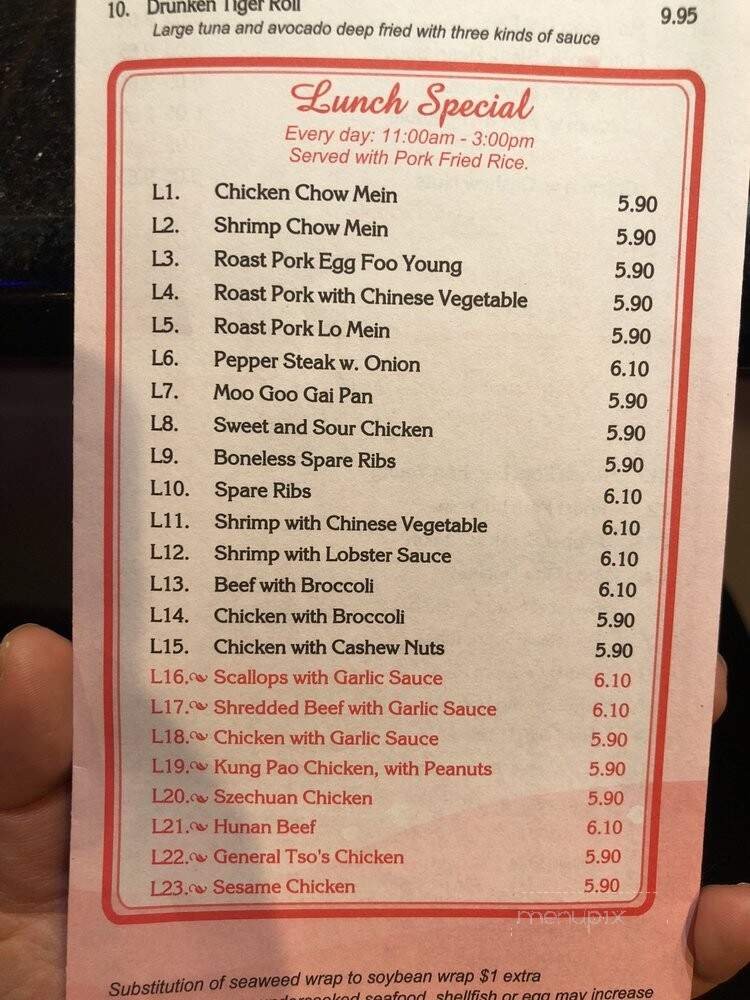 10. Drunken Tiger Roll 9.95
Large tuna and avocado deep fried with three kinds of sauce
Lunch Special
Every day: 11:00am - 3:00pm
Served with Pork Fried Rice.
L1. Chicken Chow Mein 5.90
L2. Shrimp Chow Mein 5.90
L3. Roast Pork Egg Foo Young 5.90
L4. Roast Pork with Chinese Vegetable 5.90
L5. Roast Pork Lo Mein 5.90
L6. Pepper Steak w. Onion 6.10
L7. Moo Goo Gai Pan 5.90
L8. Sweet and Sour Chicken 5.90
L9. Boneless Spare Ribs 5.90
L10. Spare Ribs 6.10
L11. Shrimp with Chinese Vegetable 6.10
L12. Shrimp with Lobster Sauce 6.10
L13. Beef with Broccoli 6.10
L14. Chicken with Broccoli 5.90
L15. Chicken with Cashew Nuts 5.90
L16. Scallops with Garlic Sauce 6.10
L17. Shredded Beef with Garlic Sauce 6.10
L18. Chicken with Garlic Sauce 5.90
L19. Kung Pao Chicken, with Peanuts 5.90
L20. Szechuan Chicken 5.90
L21. Hunan Beef 6.10
L22. General Tso's Chicken 5.90
L23. Sesame Chicken 5.90
menupix
Substitution of seaweed wrap to soybean wrap $1 extra
undersooked seafood, shellfish or egg may increase